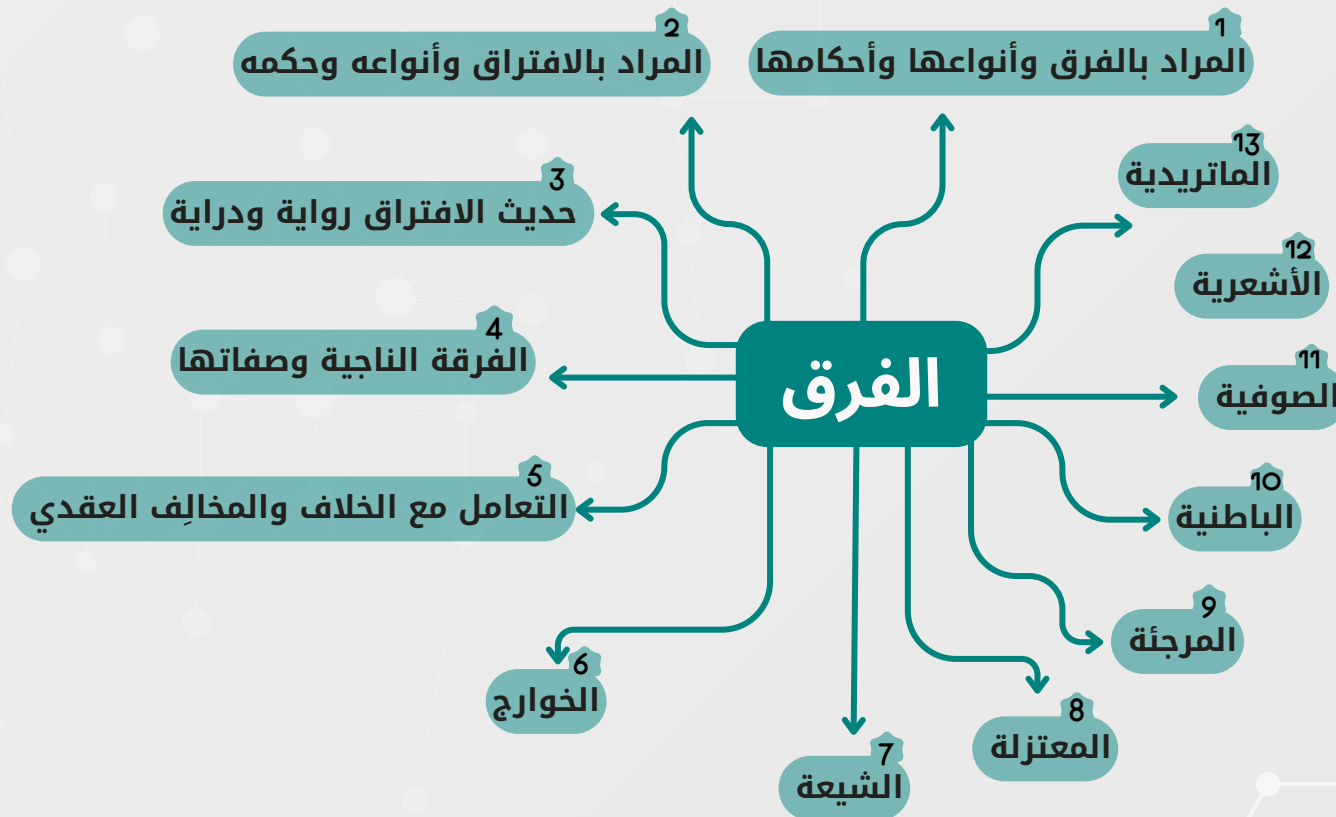 الفرق
1
المراد بالفرق وأنواعها وأحكامها
2
المراد بالافتراق وأنواعه وحكمه
3
حديث الافتراق رواية ودراية
4
الفرقة الناجية وصفاتها
5
التعامل مع الخلاف والمخالِف العقدي
6
الخوارج
7
الشيعة
8
المعتزلة
9
المرجئة
10
الباطنية
11
الصوفية
12
الأشعرية
13
الماتريدية